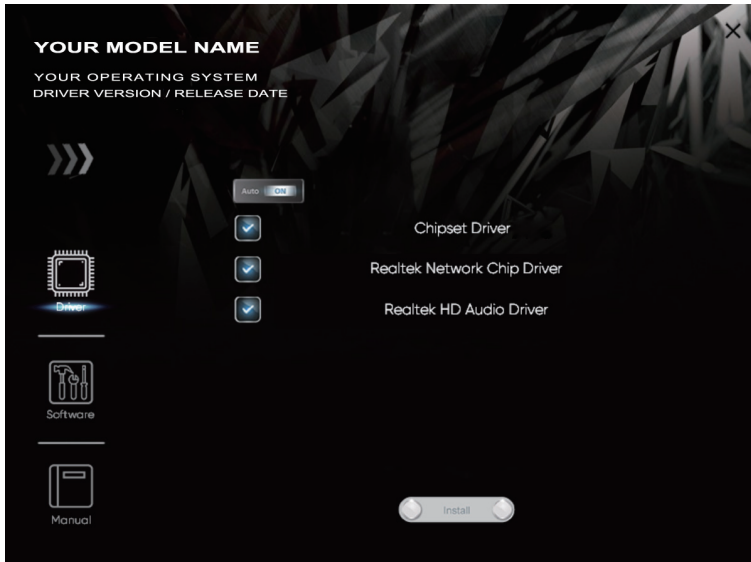 YOUR MODEL NAME
YOUR OPERATING SYSTEM
DRIVER VERSION / RELEASE DATE
Auto ON
Chipset Driver
Realtek Network Chip Driver
Realtek HD Audio Driver
Driver
Software
Manual
Install